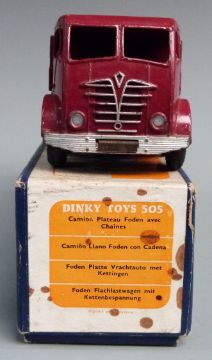 DINKY TOYS 505
Camion Plateau Foden avec
Chaînes
Camión Llano Foden con Cadena
Foden Platte Vrachtauto met
Kettingen
Foden Flachlastwagen mit
Kettenbespannung